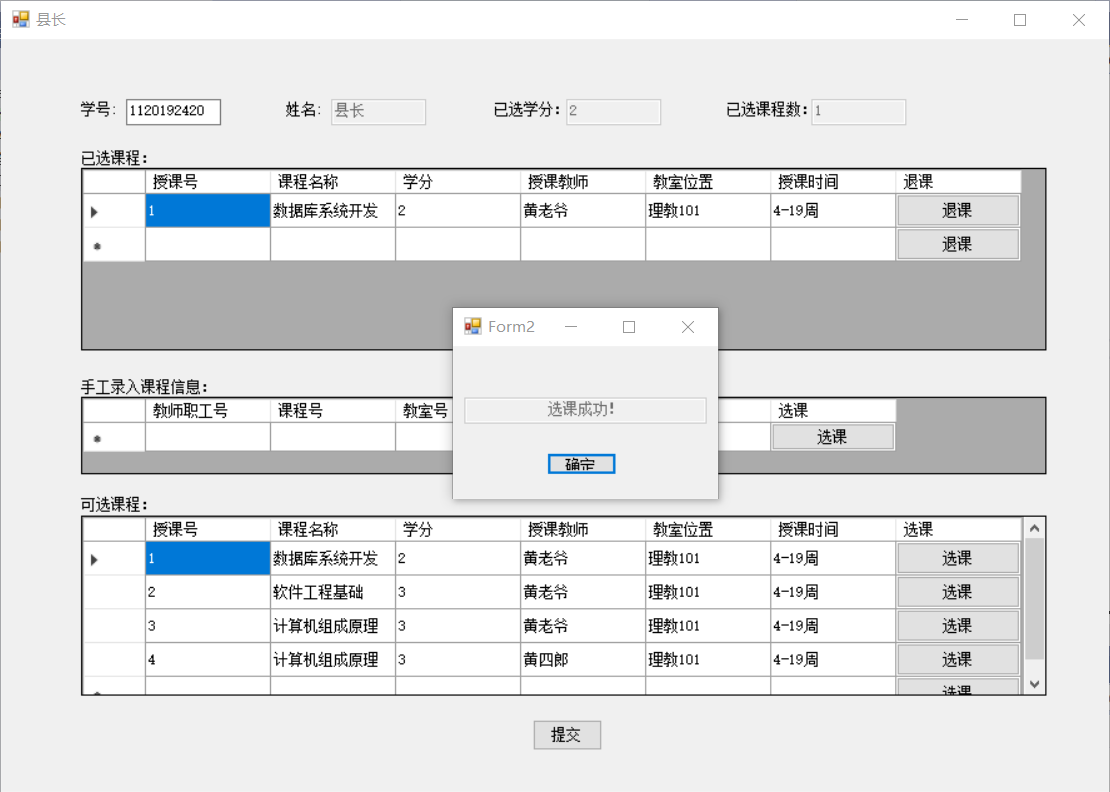 县长
学号: 1120192420 姓名: 县长 已选学分: 2 已选课程数: 1
已选课程:
授课号 课程名称 学分 授课教师 教室位置 授课时间 退课
1 数据库系统开发 2 黄老爷 理教101 4-19周 退课
退课
Form2
手工录入课程信息:
教师职工号 课程号 教室号 选课
选课成功!
选课
确定
可选课程:
授课号 课程名称 学分 授课教师 教室位置 授课时间 选课
1 数据库系统开发 2 黄老爷 理教101 4-19周 选课
2 软件工程基础 3 黄老爷 理教101 4-19周 选课
3 计算机组成原理 3 黄老爷 理教101 4-19周 选课
4 计算机组成原理 3 黄四郎 理教101 4-19周 选课
选课
提交